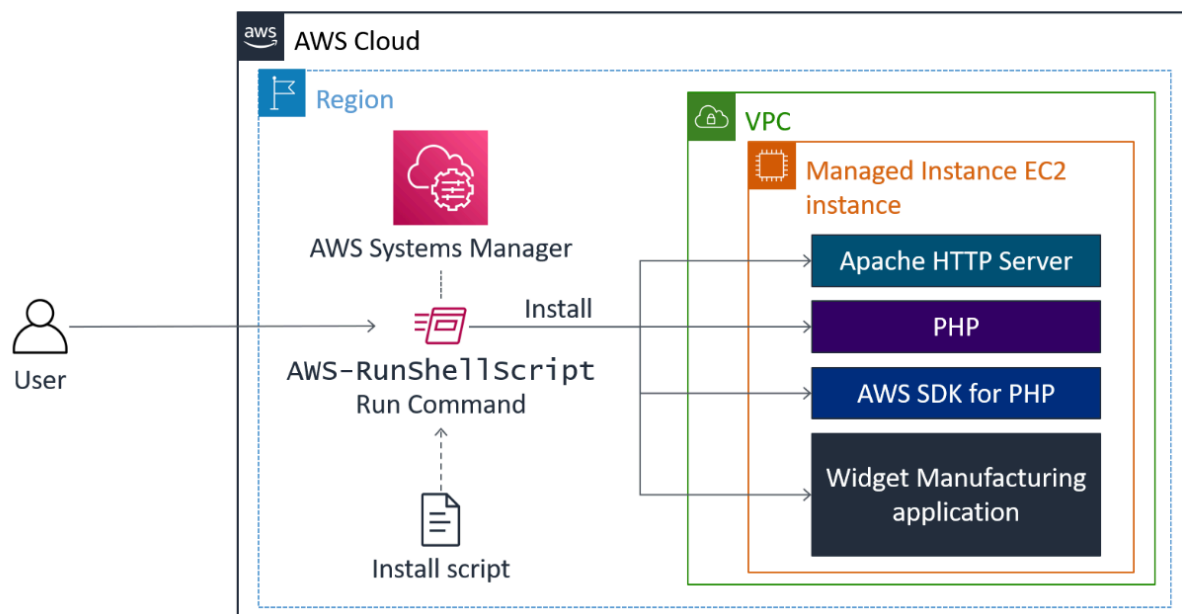 aws
AWS Cloud
Region
VPC
Managed Instance EC2
instance
AWS Systems Manager
Apache HTTP Server
Install
PHP
User
AWS-RunShellScript
Run Command
AWS SDK for PHP
Widget Manufacturing
application
Install script